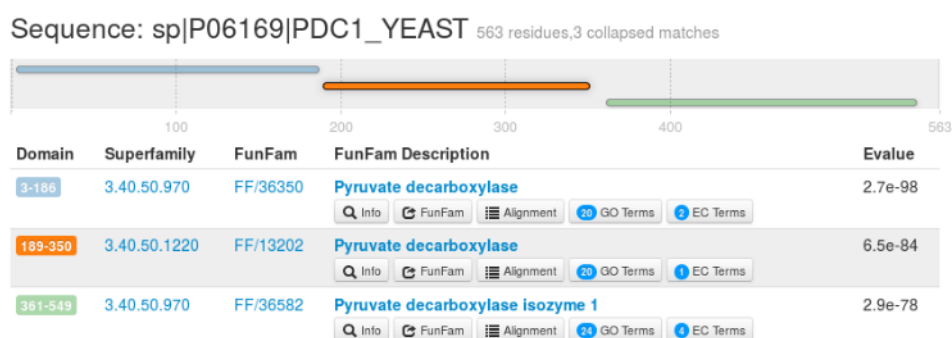 Sequence: sp|P06169|PDC1_YEAST 563 residues,3 collapsed matches
100 200 300 400 563
Domain Superfamily FunFam FunFam Description Evalue
3-186 3.40.50.970 FF/36350 Pyruvate decarboxylase 2.7e-98
Info FunFam Alignment 20 GO Terms 2 EC Terms
189-350 3.40.50.1220 FF/13202 Pyruvate decarboxylase 6.5e-84
Info FunFam Alignment 20 GO Terms 1 EC Terms
361-549 3.40.50.970 FF/36582 Pyruvate decarboxylase isozyme 1 2.9e-78
Info FunFam Alignment 24 GO Terms 4 EC Terms